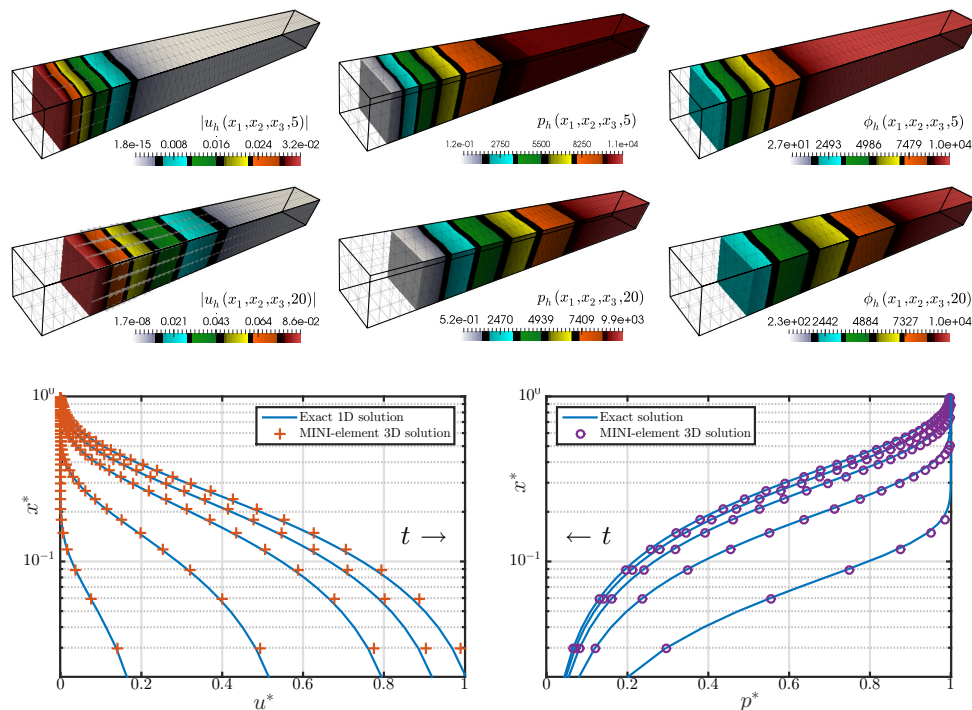 |u_h(x_1,x_2,x_3,5)|
1.8e-15 0.008 0.016 0.024 3.2e-02
p_h(x_1,x_2,x_3,5)
1.2e-01 2750 5500 8250 1.1e+04
ϕ_h(x_1,x_2,x_3,5)
2.7e+01 2493 4986 7479 1.0e+04
|u_h(x_1,x_2,x_3,20)|
1.7e-08 0.021 0.043 0.064 8.6e-02
p_h(x_1,x_2,x_3,20)
5.2e-01 2470 4939 7409 9.9e+03
ϕ_h(x_1,x_2,x_3,20)
2.3e+02 2442 4884 7327 1.0e+04
10^0
Exact 1D solution
MINI-element 3D solution
x^*
t →
10^-1
0 0.2 0.4 0.6 0.8 1
u^*
10^0
Exact solution
MINI-element 3D solution
x^*
← t
10^-1
0 0.2 0.4 0.6 0.8 1
p^*